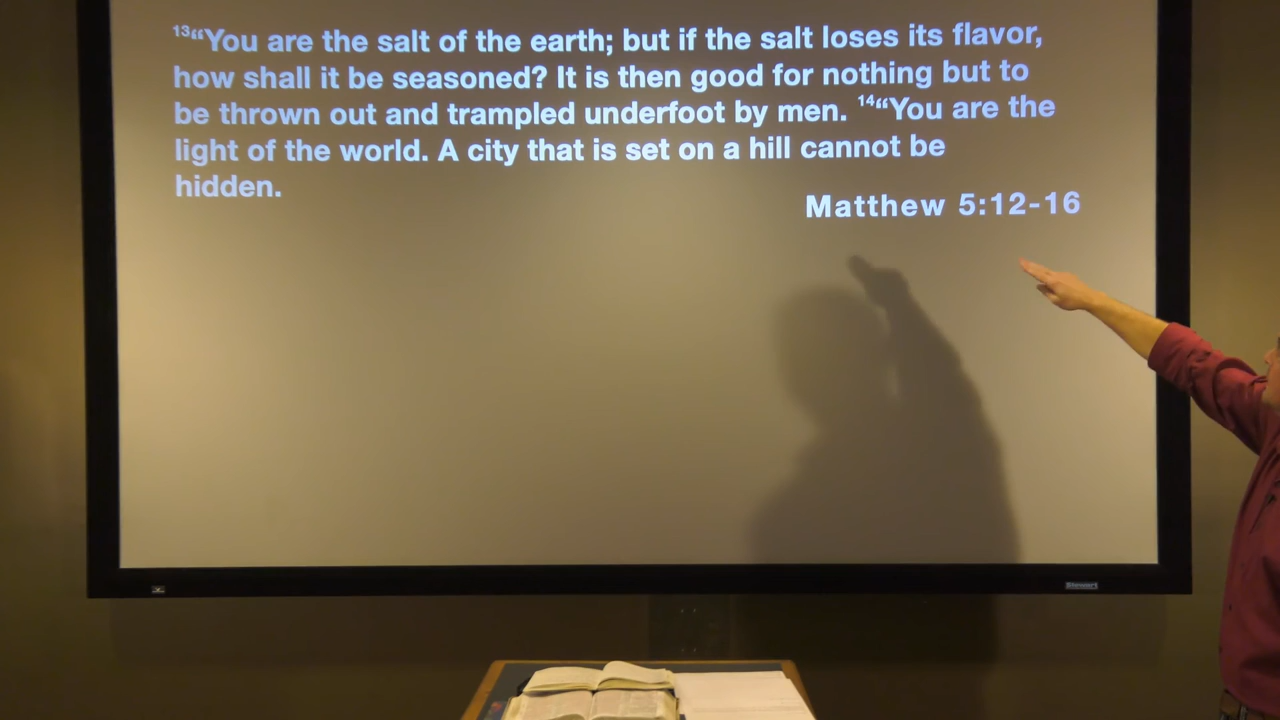 13“You are the salt of the earth; but if the salt loses its flavor,
how shall it be seasoned? It is then good for nothing but to
be thrown out and trampled underfoot by men. 14“You are the
light of the world. A city that is set on a hill cannot be
hidden.
Matthew 5:12-16
Stewart